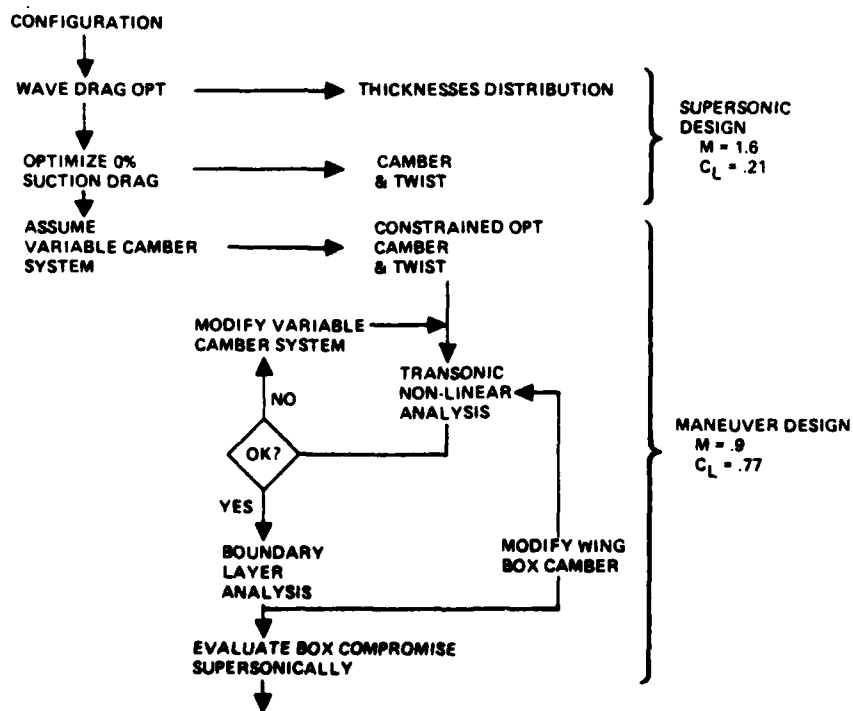 CONFIGURATION
WAVE DRAG OPT
THICKNESSES DISTRIBUTION
SUPERSONIC
DESIGN
M = 1.6
CL = .21
OPTIMIZE 0%
SUCTION DRAG
CAMBER
& TWIST
ASSUME
VARIABLE CAMBER
SYSTEM
CONSTRAINED OPT
CAMBER
& TWIST
MODIFY VARIABLE
CAMBER SYSTEM
TRANSONIC
NON-LINEAR
ANALYSIS
NO
OK?
YES
MANEUVER DESIGN
M = .9
CL = .77
BOUNDARY
LAYER
ANALYSIS
MODIFY WING
BOX CAMBER
EVALUATE BOX COMPROMISE
SUPERSONICALLY